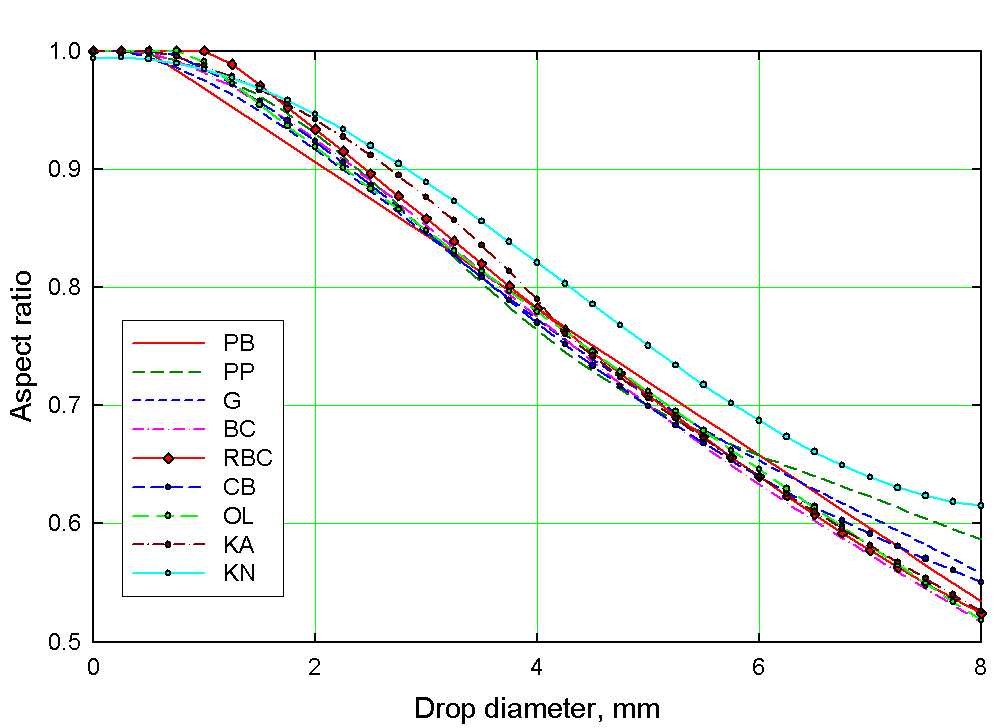 1.0
0.9
0.8
0.7
0.6
0.5
Aspect ratio
PB
PP
G
BC
RBC
CB
OL
KA
KN
0 2 4 6 8
Drop diameter, mm